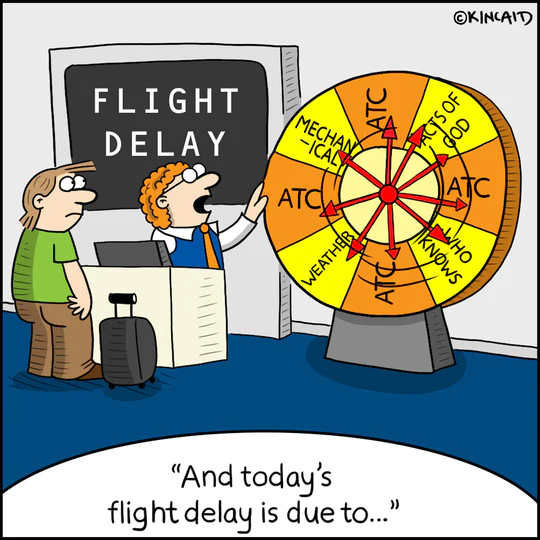 ©KINCAID
FLIGHT
DELAY
ATC
ACTS OF
GOD
ATC
WHO
KNOWS
ATC
WEATHER
ATC
MECHAN
-ICAL
“And today’s
flight delay is due to...”